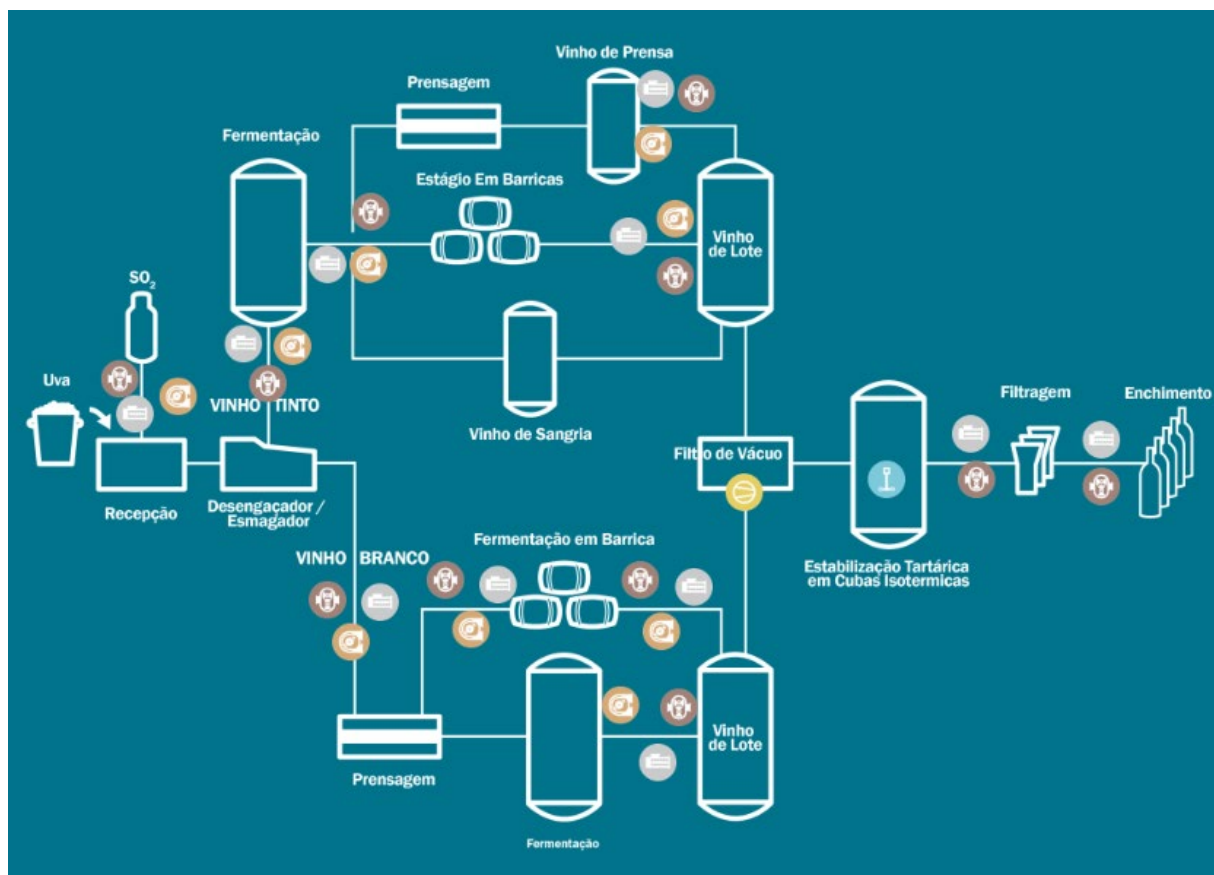 Vinho de Prensa
Prensagem
Fermentação
Estágio Em Barricas
Vinho
de Lote
SO2
Uva
VINHO TINTO
Vinho de Sangria
Recepção
Desengaçador /
Esmagador
Filtro de Vácuo
Filtragem
Enchimento
Estabilização Tartárica
em Cubas Isotermicas
VINHO BRANCO
Fermentação em Barrica
Prensagem
Vinho
de Lote
Fermentação